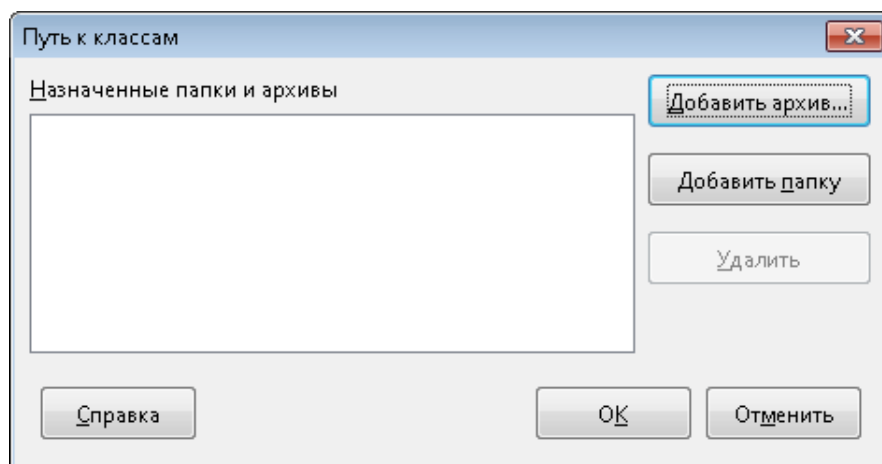 Путь к классам
Назначенные папки и архивы
Добавить архив...
Добавить папку
Удалить
Справка
OK
Отменить